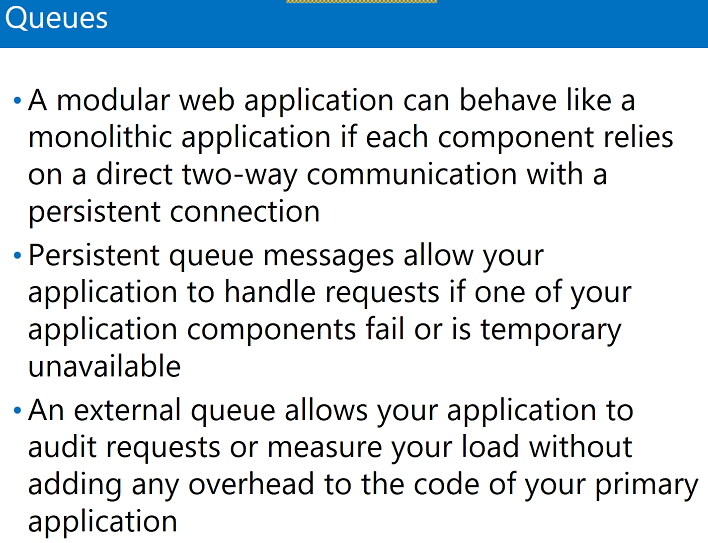 Queues
• A modular web application can behave like a
monolithic application if each component relies
on a direct two-way communication with a
persistent connection
• Persistent queue messages allow your
application to handle requests if one of your
application components fail or is temporary
unavailable
• An external queue allows your application to
audit requests or measure your load without
adding any overhead to the code of your primary
application